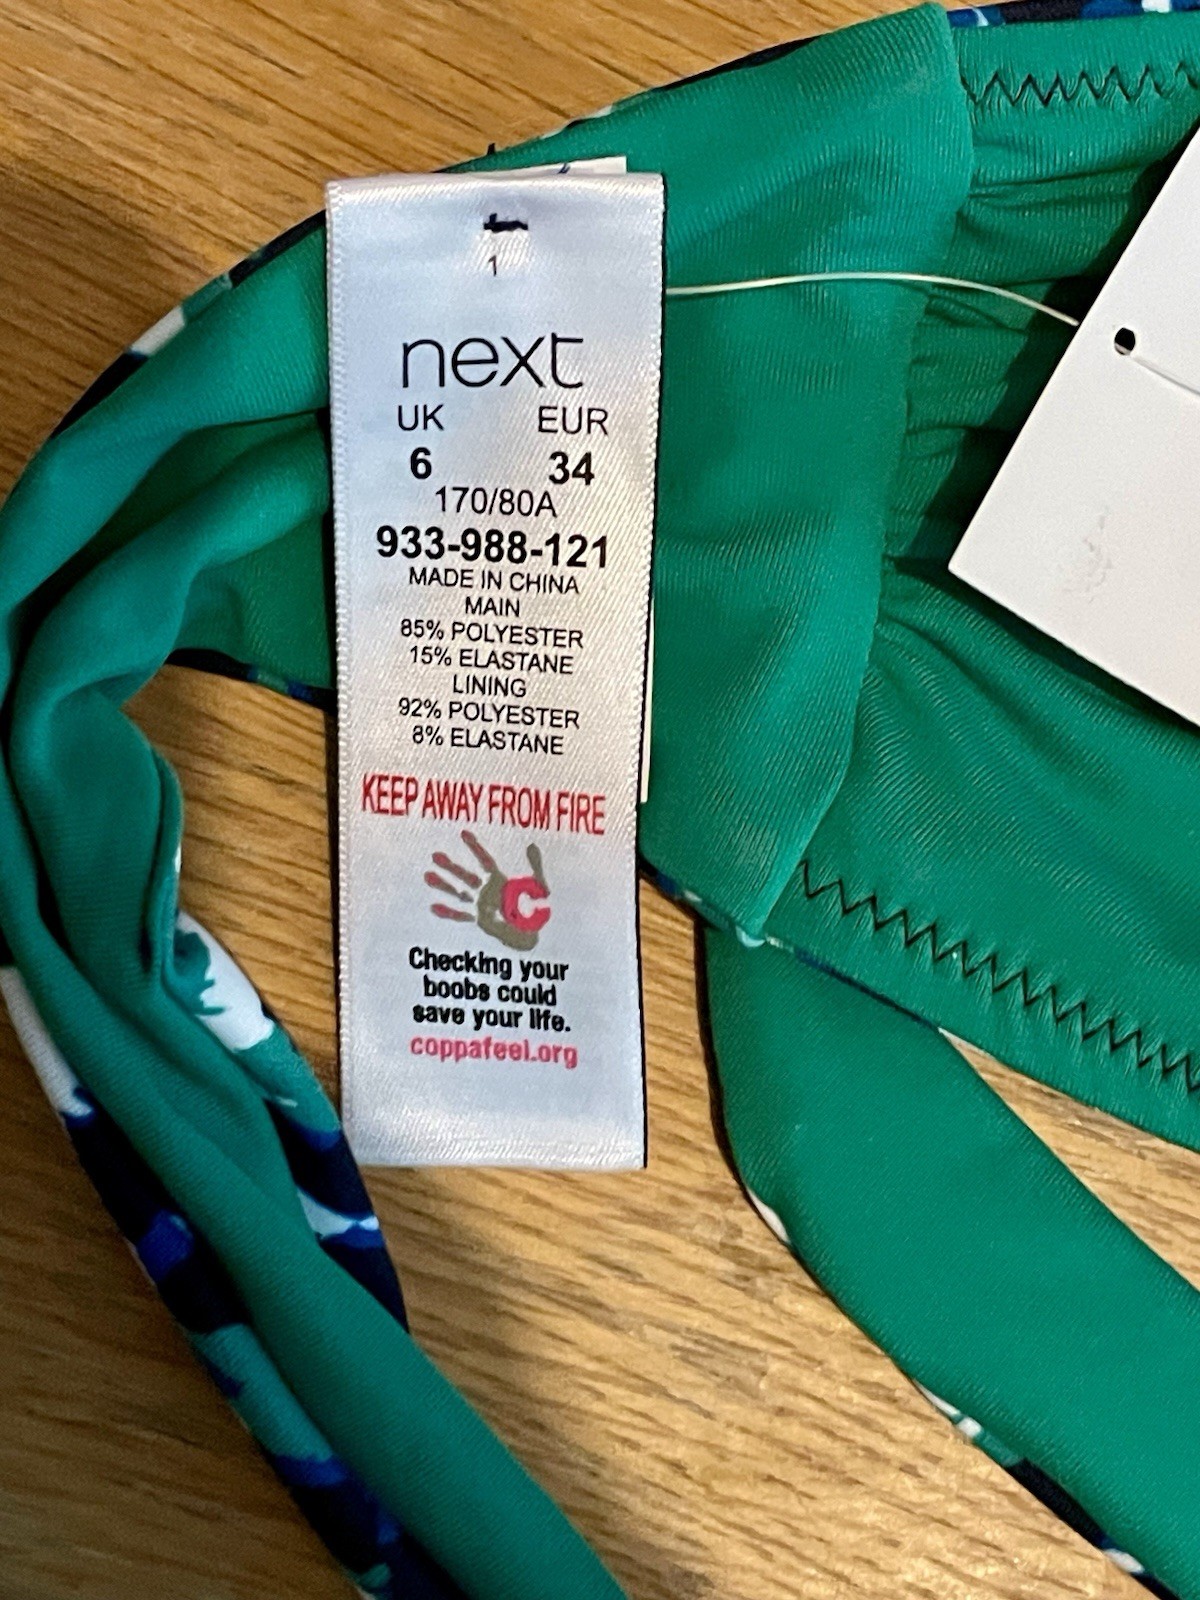 1
next
UK EUR
6 34
170/80A
933-988-121
MADE IN CHINA
MAIN
85% POLYESTER
15% ELASTANE
LINING
92% POLYESTER
8% ELASTANE
KEEP AWAY FROM FIRE
C
Checking your
boobs could
save your life.
coppafeel.org